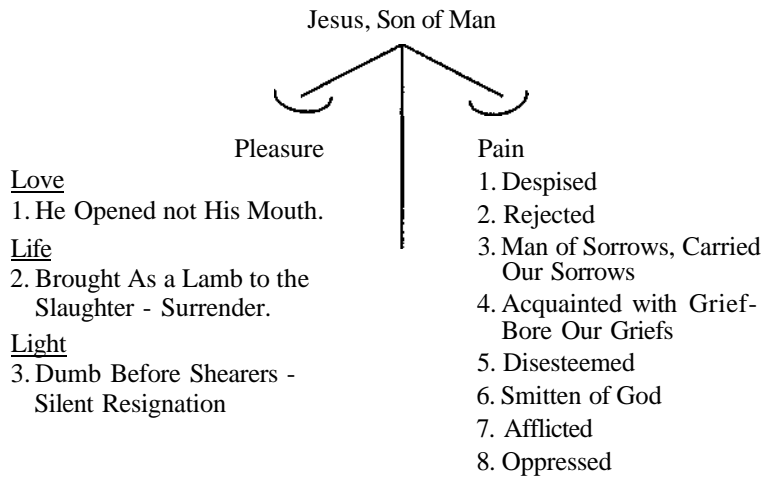 Jesus, Son of Man
Pleasure
Love
1. He Opened not His Mouth.
Life
2. Brought As a Lamb to the
Slaughter - Surrender.
Light
3. Dumb Before Shearers -
Silent Resignation
Pain
1. Despised
2. Rejected
3. Man of Sorrows, Carried
Our Sorrows
4. Acquainted with Grief-
Bore Our Griefs
5. Disesteemed
6. Smitten of God
7. Afflicted
8. Oppressed